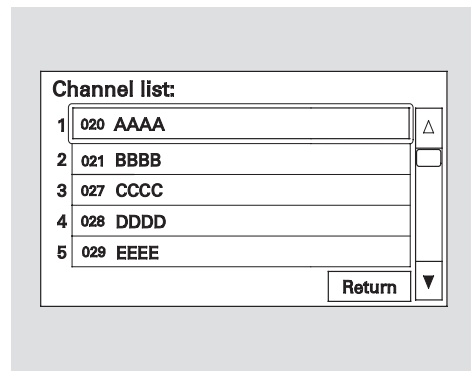 Channel list:
1 020 AAAA
2 021 BBBB
3 027 CCCC
4 028 DDDD
5 029 EEEE
Return